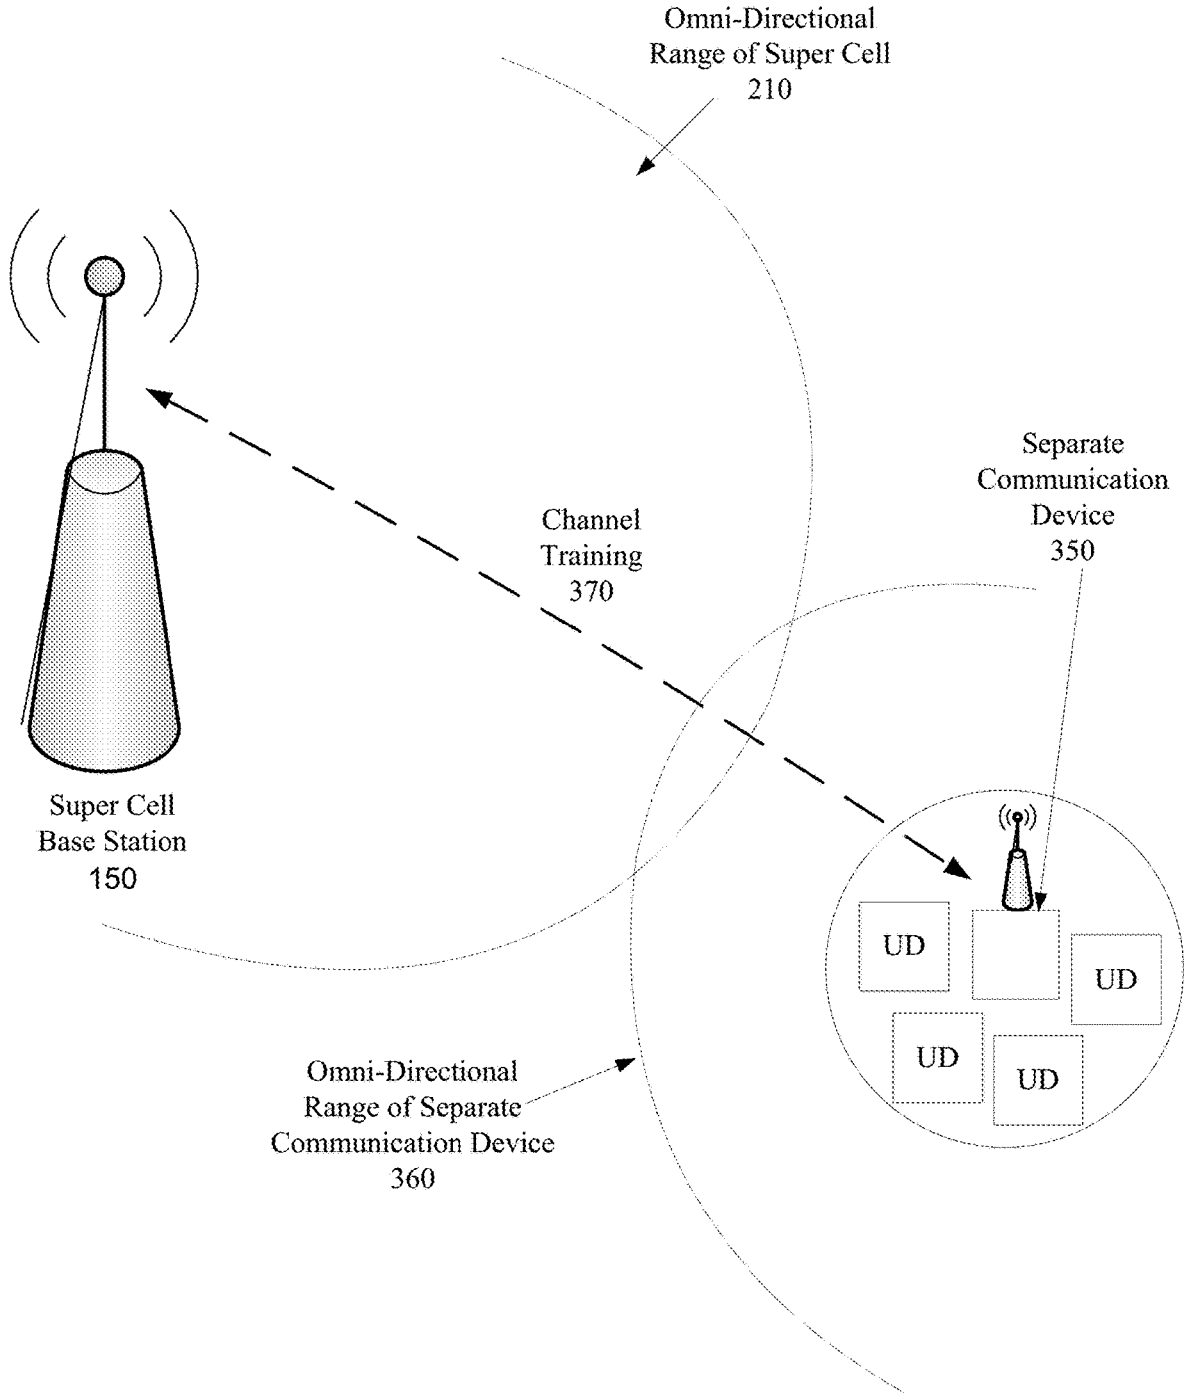 Omni-Directional
Range of Super Cell
210
Separate
Communication
Device
350
Channel
Training
370
Super Cell
Base Station
150
UD
UD
UD
UD
Omni-Directional
Range of Separate
Communication Device
360